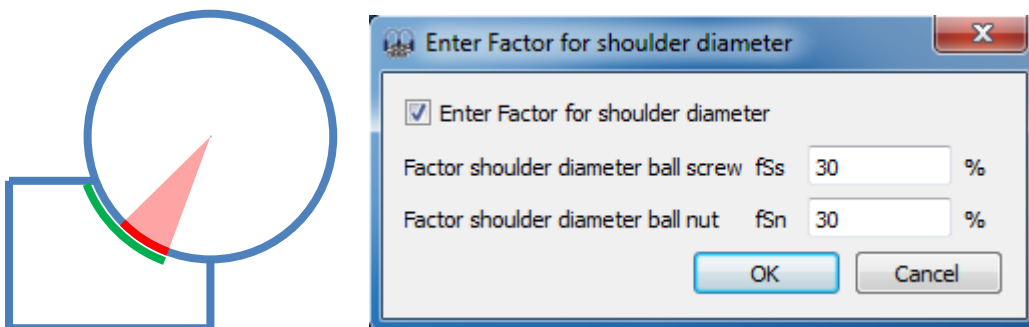 Enter Factor for shoulder diameter
Enter Factor for shoulder diameter
Factor shoulder diameter ball screw fSs 30 %
Factor shoulder diameter ball nut fSn 30 %
OK Cancel